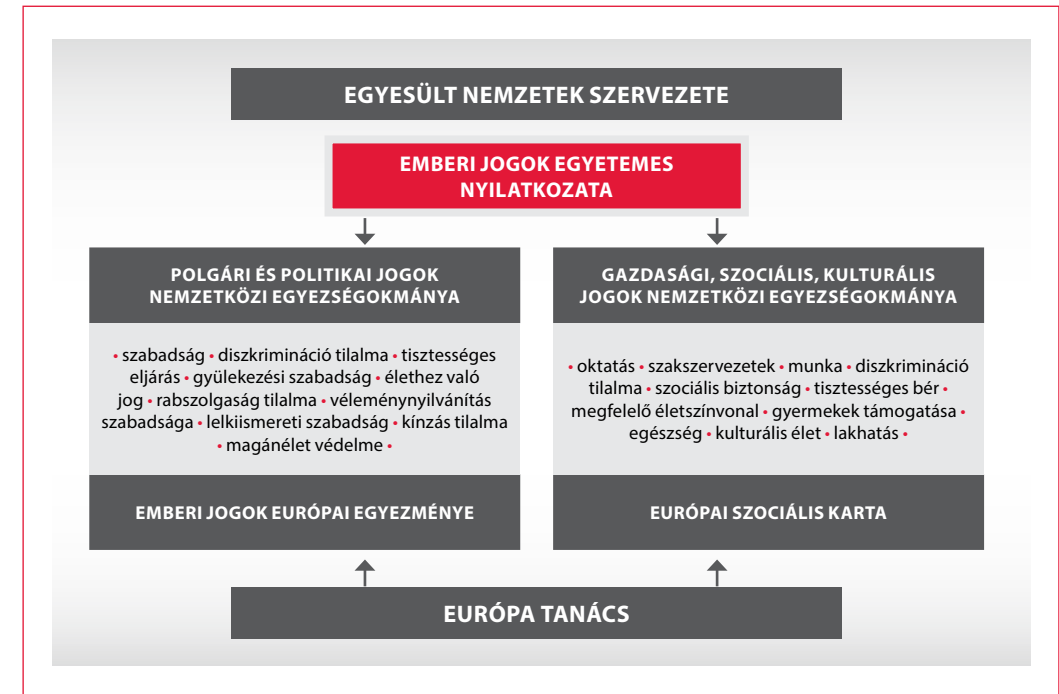 EGYESÜLT NEMZETEK SZERVEZETE
EMBERI JOGOK EGYETEMES
NYILATKOZATA
POLGÁRI ÉS POLITIKAI JOGOK
NEMZETKÖZI EGYEZSÉGOKMÁNYA
• szabadság • diszkrimináció tilalma • tisztességes
eljárás • gyülekezési szabadság • élethez való
jog • rabszolgaság tilalma • véleménynyilvánítás
szabadsága • lelkiismereti szabadság • kínzás tilalma
• magánélet védelme •
EMBERI JOGOK EURÓPAI EGYEZMÉNYE
GAZDASÁGI, SZOCIÁLIS, KULTURÁLIS
JOGOK NEMZETKÖZI EGYEZSÉGOKMÁNYA
• oktatás • szakszervezetek • munka • diszkrimináció
tilalma • szociális biztonság • tisztességes bér •
megfelelő életszínvonal • gyermekek támogatása •
egészség • kulturális élet • lakhatás •
EURÓPAI SZOCIÁLIS KARTA
EURÓPA TANÁCS